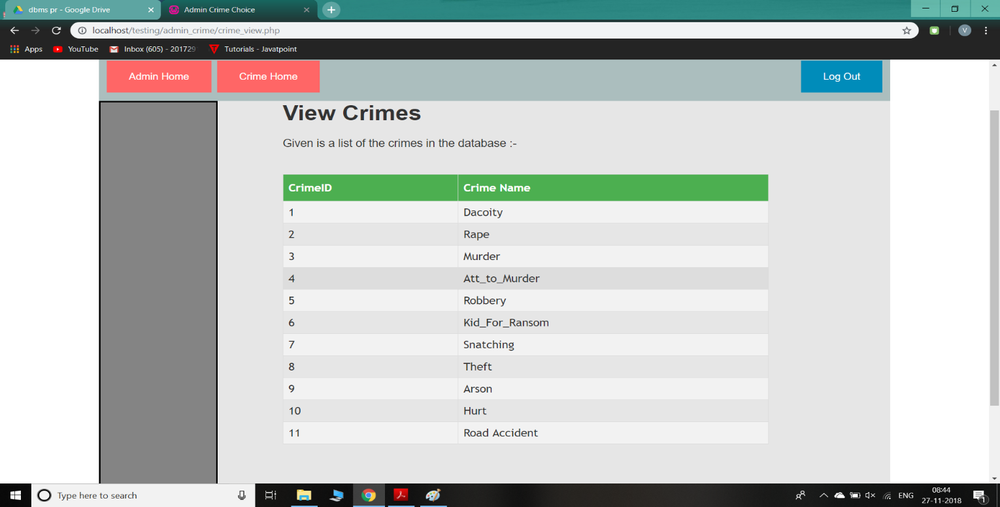 dbms pr - Google Drive
Admin Crime Choice
localhost/testing/admin_crime/crime_view.php
V
Apps
YouTube
Inbox (605) - 201729
Tutorials - Javatpoint
Admin Home
Crime Home
Log Out
View Crimes
Given is a list of the crimes in the database :-
CrimeID Crime Name
1 Dacoity
2 Rape
3 Murder
4 Att_to_Murder
5 Robbery
6 Kid_For_Ransom
7 Snatching
8 Theft
9 Arson
10 Hurt
11 Road Accident
Type here to search
ENG
08:44
27-11-2018
1